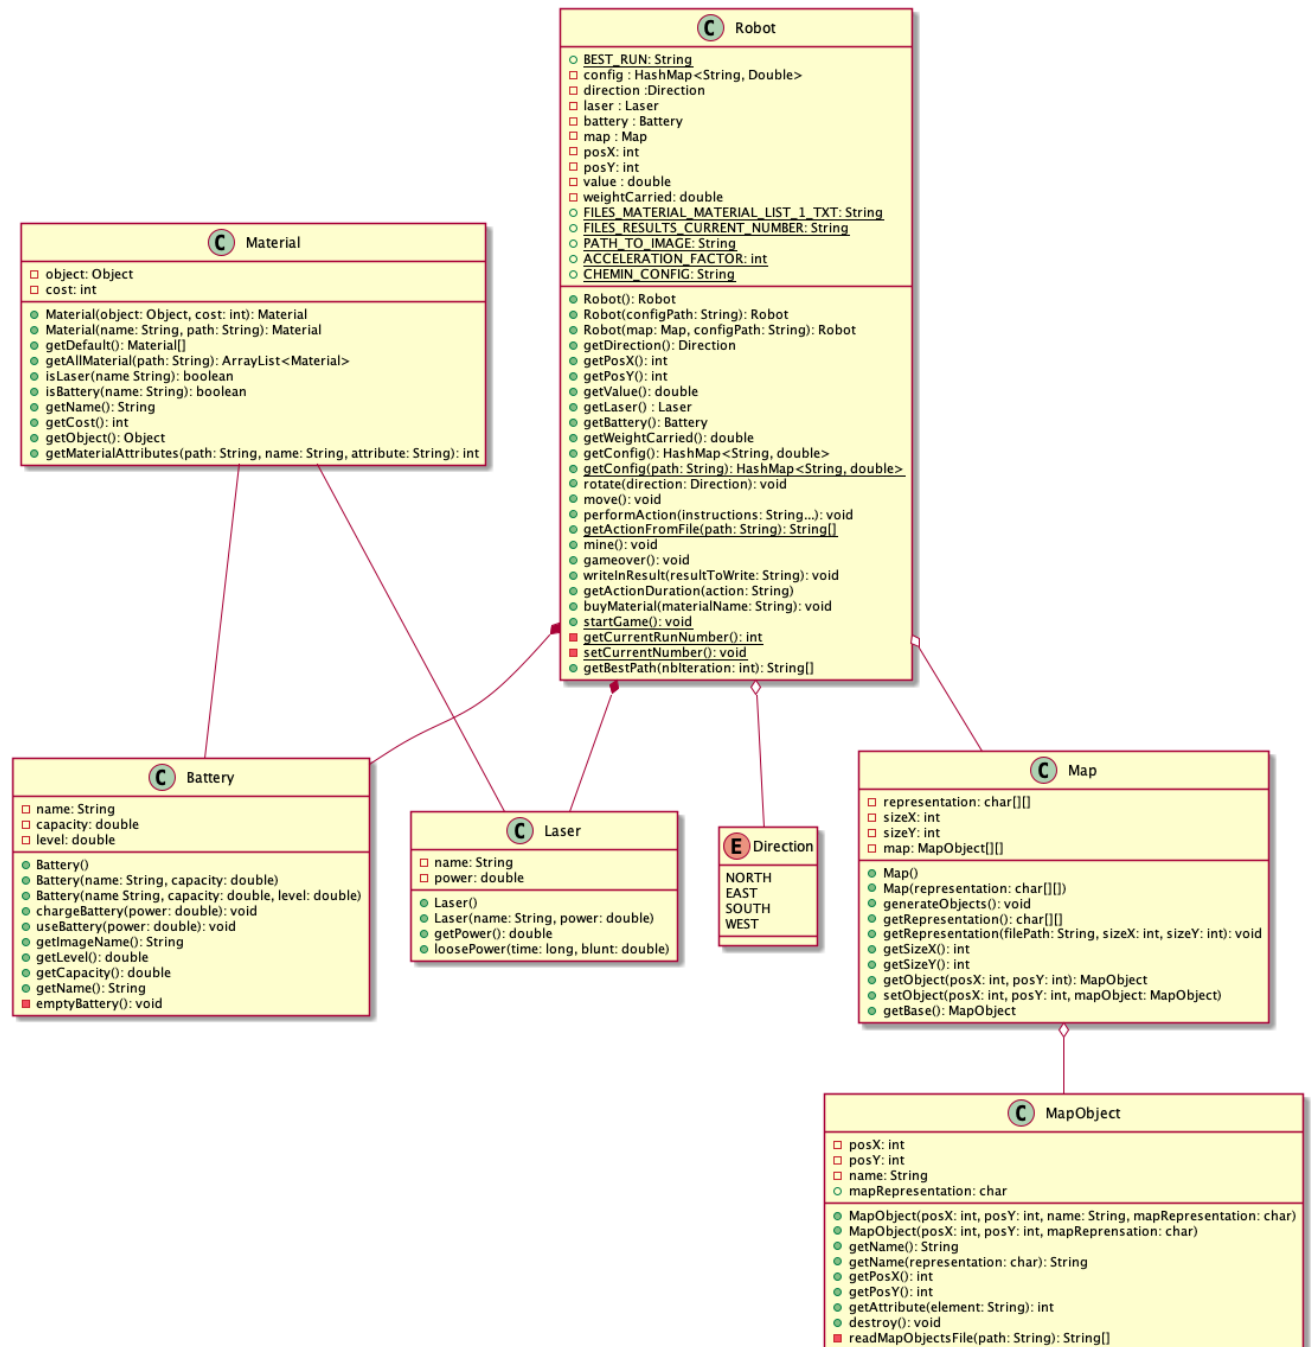 C Robot
BEST_RUN: String
config : HashMap<String, Double>
direction :Direction
laser : Laser
battery : Battery
map : Map
posX: int
posY: int
value : double
weightCarried: double
FILES_MATERIAL_MATERIAL_LIST_1_TXT: String
FILES_RESULTS_CURRENT_NUMBER: String
PATH_TO_IMAGE: String
ACCELERATION_FACTOR: int
CHEMIN_CONFIG: String
Robot(): Robot
Robot(configPath: String): Robot
Robot(map: Map, configPath: String): Robot
getDirection(): Direction
getPosX(): int
getPosY(): int
getValue(): double
getLaser() : Laser
getBattery(): Battery
getWeightCarried(): double
getConfig(): HashMap<String, double>
getConfig(path: String): HashMap<String, double>
rotate(direction: Direction): void
move(): void
performAction(instructions: String...): void
getActionFromFile(path: String): String[]
mine(): void
gameover(): void
writeInResult(resultToWrite: String): void
getActionDuration(action: String)
buyMaterial(materialName: String): void
startGame(): void
getCurrentRunNumber(): int
setCurrentNumber(): void
getBestPath(nbIteration: int): String[]
C Material
object: Object
cost: int
Material(object: Object, cost: int): Material
Material(name: String, path: String): Material
getDefault(): Material[]
getAllMaterial(path: String): ArrayList<Material>
isLaser(name String): boolean
isBattery(name: String): boolean
getName(): String
getCost(): int
getObject(): Object
getMaterialAttributes(path: String, name: String, attribute: String): int
C Battery
name: String
capacity: double
level: double
Battery()
Battery(name: String, capacity: double)
Battery(name String, capacity: double, level: double)
chargeBattery(power: double): void
useBattery(power: double): void
getImageName(): String
getLevel(): double
getCapacity(): double
getName(): String
emptyBattery(): void
C Laser
name: String
power: double
Laser()
Laser(name: String, power: double)
getPower(): double
loosePower(time: long, blunt: double)
E Direction
NORTH
EAST
SOUTH
WEST
C Map
representation: char[][]
sizeX: int
sizeY: int
map: MapObject[][]
Map()
Map(representation: char[][])
generateObjects(): void
getRepresentation(): char[][]
getRepresentation(filePath: String, sizeX: int, sizeY: int): void
getSizeX(): int
getSizeY(): int
getObject(posX: int, posY: int): MapObject
setObject(posX: int, posY: int, mapObject: MapObject)
getBase(): MapObject
C MapObject
posX: int
posY: int
name: String
mapRepresentation: char
MapObject(posX: int, posY: int, name: String, mapRepresentation: char)
MapObject(posX: int, posY: int, mapReprensation: char)
getName(): String
getName(representation: char): String
getPosX(): int
getPosY(): int
getAttribute(element: String): int
destroy(): void
readMapObjectsFile(path: String): String[]